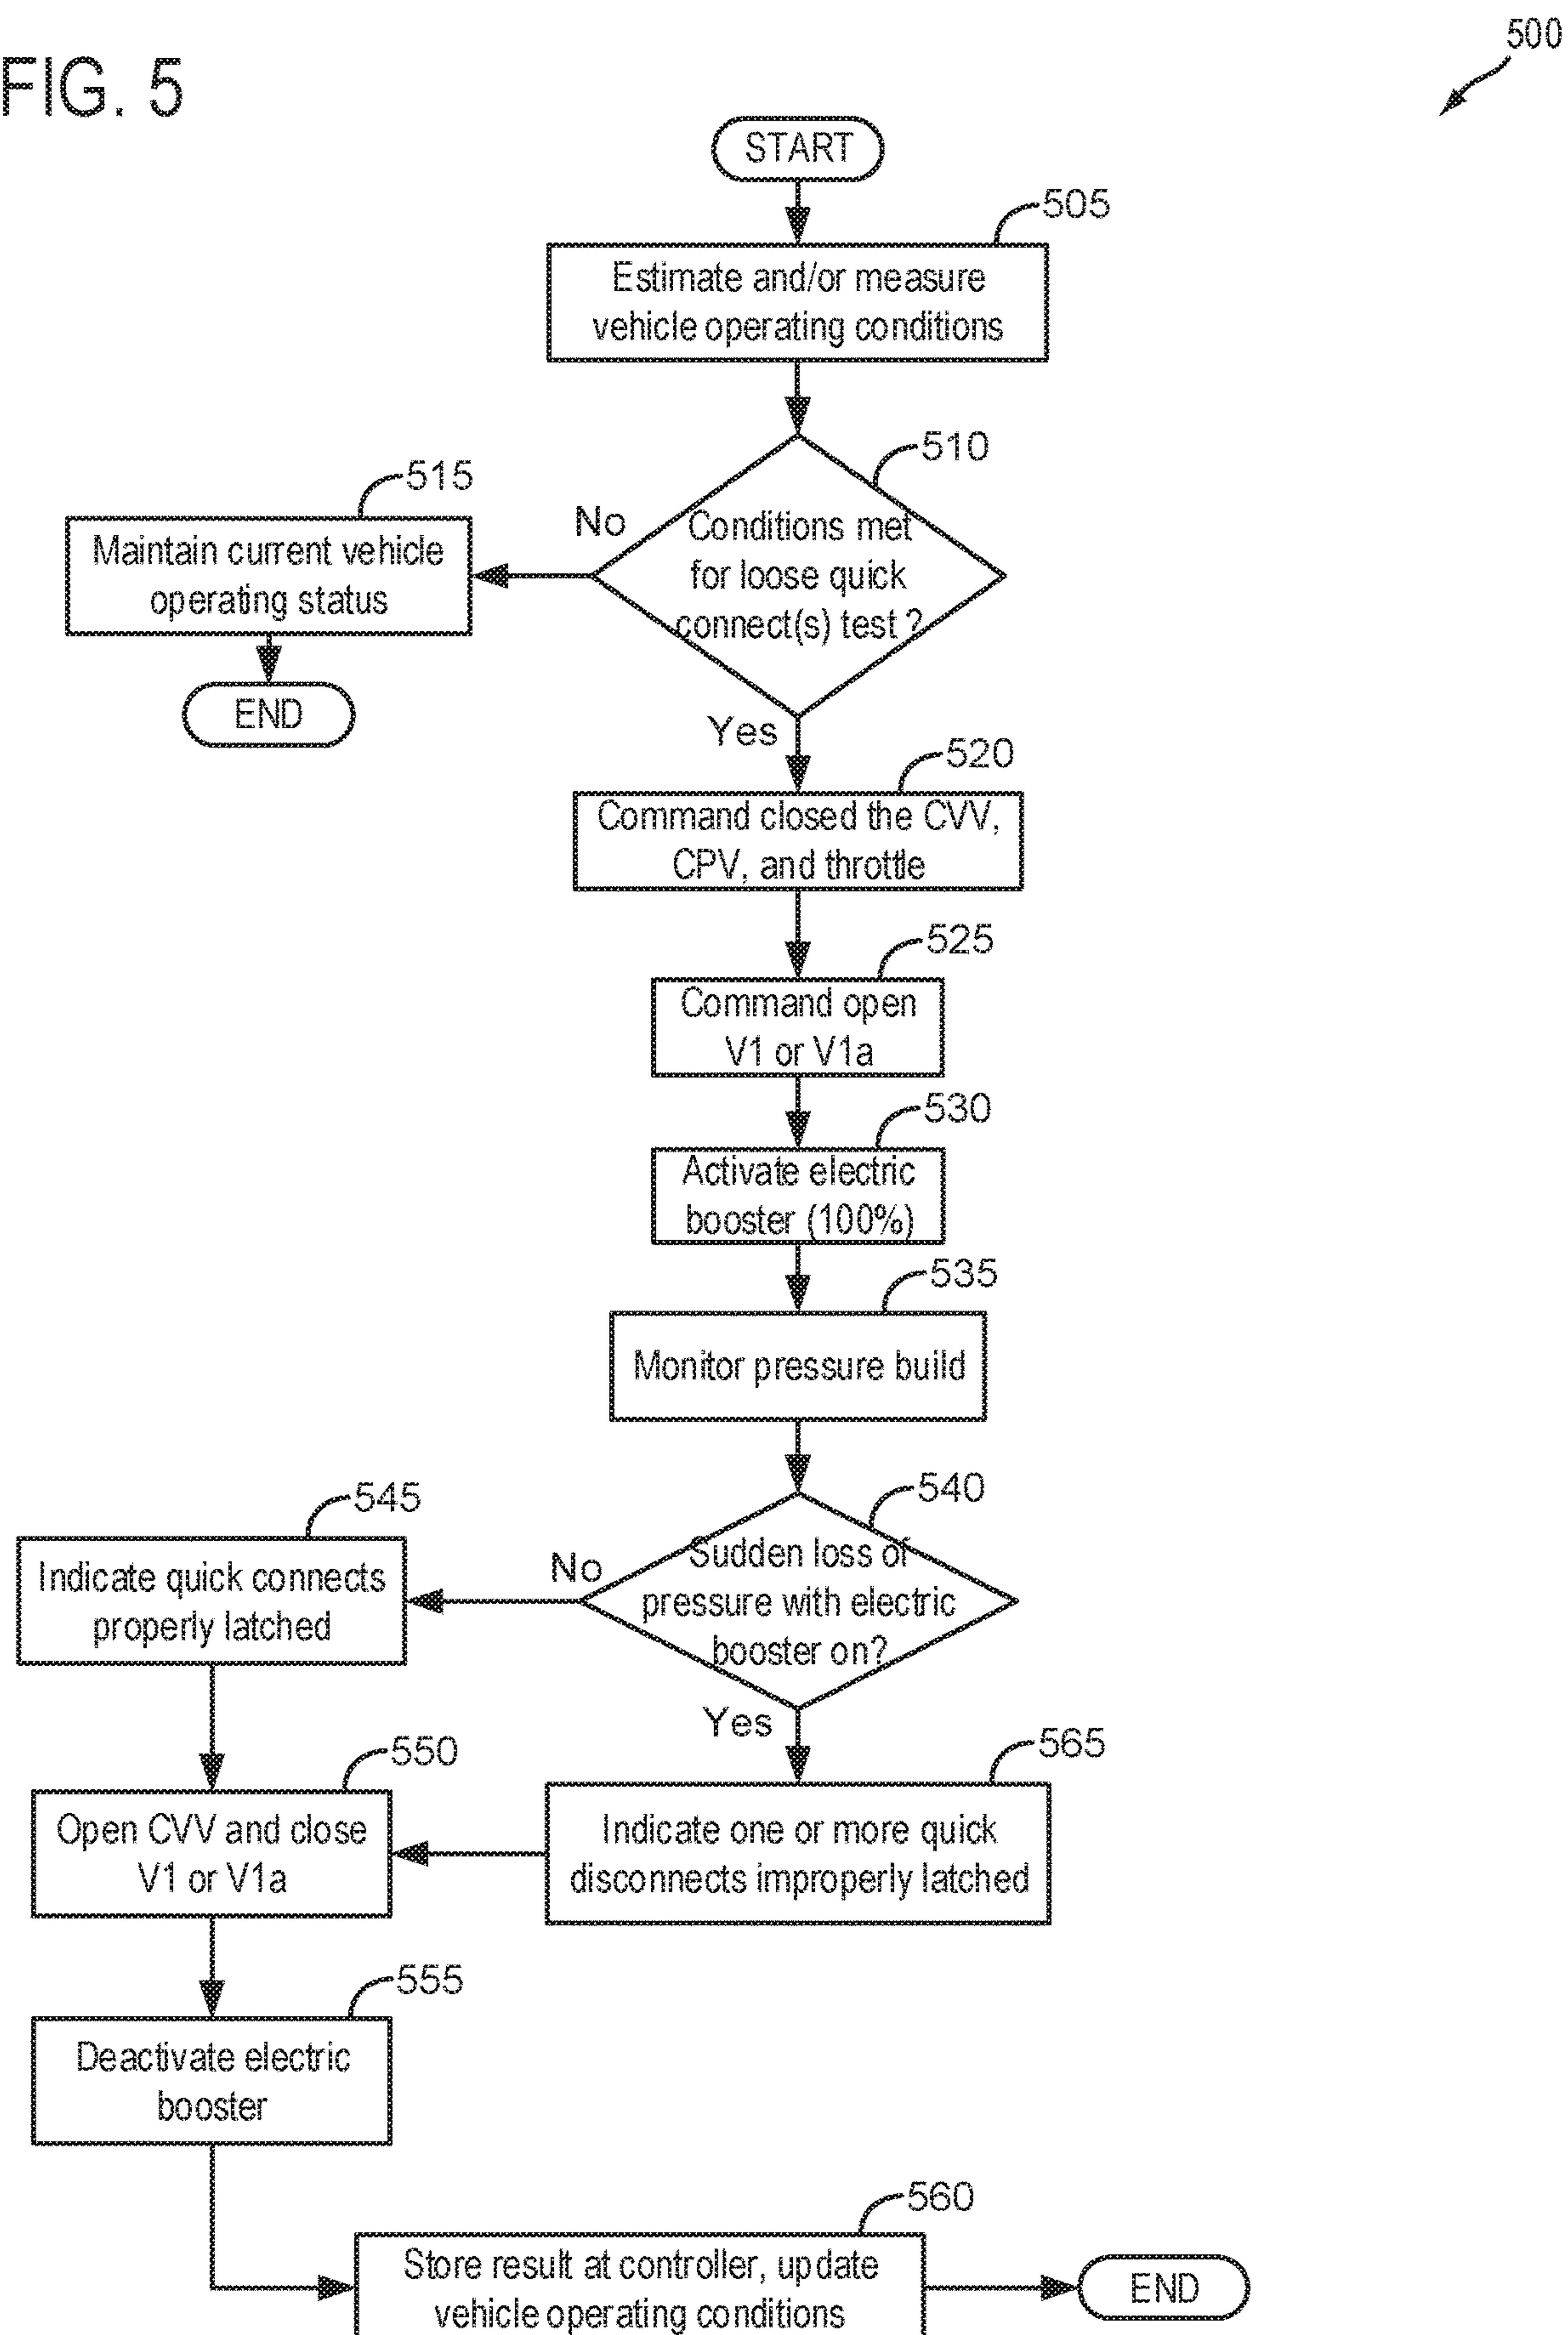 FIG. 5
500
START
505
Estimate and/or measure
vehicle operating conditions
510
Conditions met
for loose quick
connect(s) test ?
No
515
Maintain current vehicle
operating status
END
Yes
520
Command closed the CVV,
CPV, and throttle
525
Command open
V1 or V1a
530
Activate electric
booster (100%)
535
Monitor pressure build
540
Sudden loss of
pressure with electric
booster on?
No
545
Indicate quick connects
properly latched
Yes
565
Indicate one or more quick
disconnects improperly latched
550
Open CVV and close
V1 or V1a
555
Deactivate electric
booster
560
Store result at controller, update
vehicle operating conditions
END